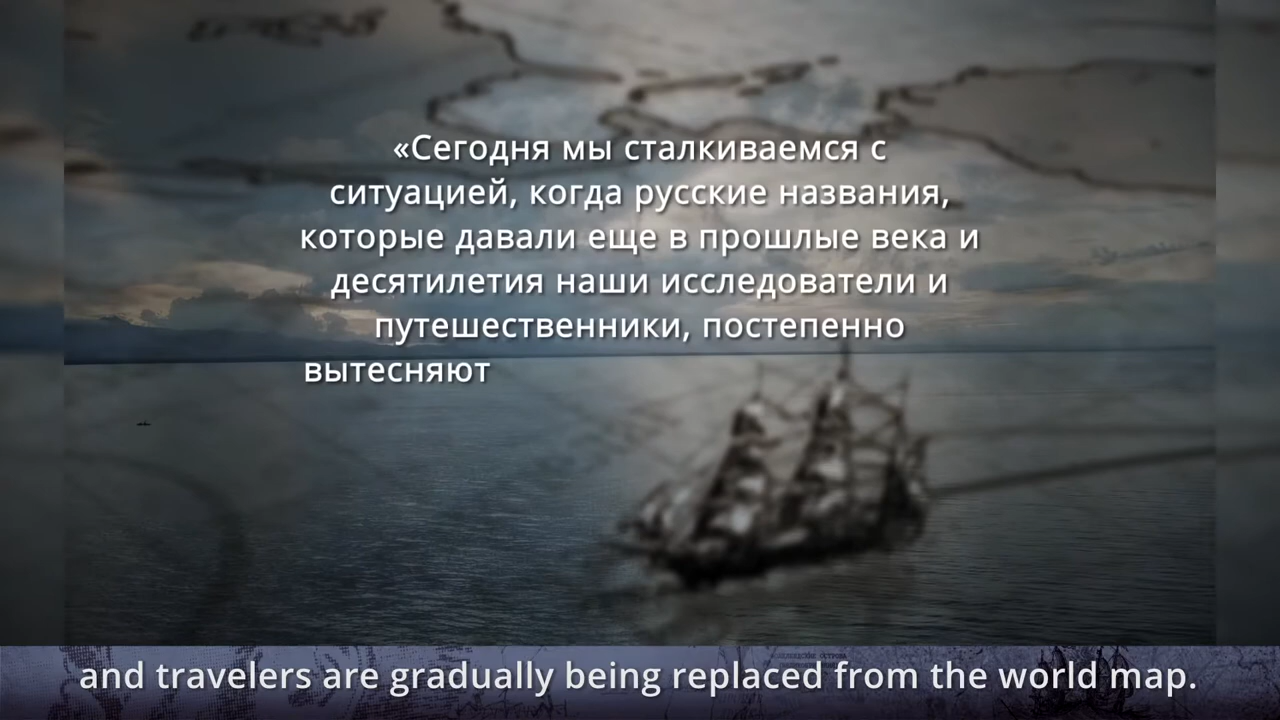 «Сегодня мы сталкиваемся с
ситуацией, когда русские названия,
которые давали еще в прошлые века и
десятилетия наши исследователи и
путешественники, постепенно
вытесняют
and travelers are gradually being replaced from the world map.